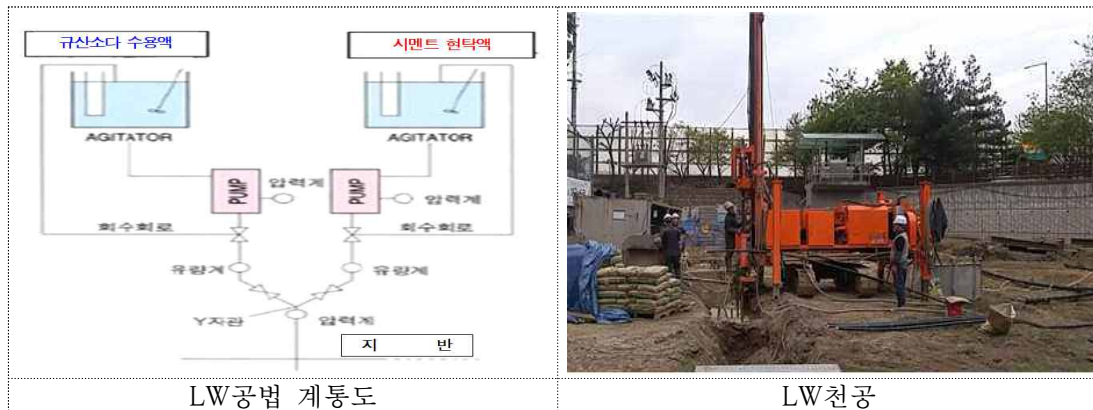 규산소다 수용액
시멘트 현탁액
AGITATOR
AGITATOR
PUMP
압력계
PUMP
압력계
회수회로
회수회로
유량계
유량계
Y자관
압력계
지 반
LW공법 계통도
LW천공